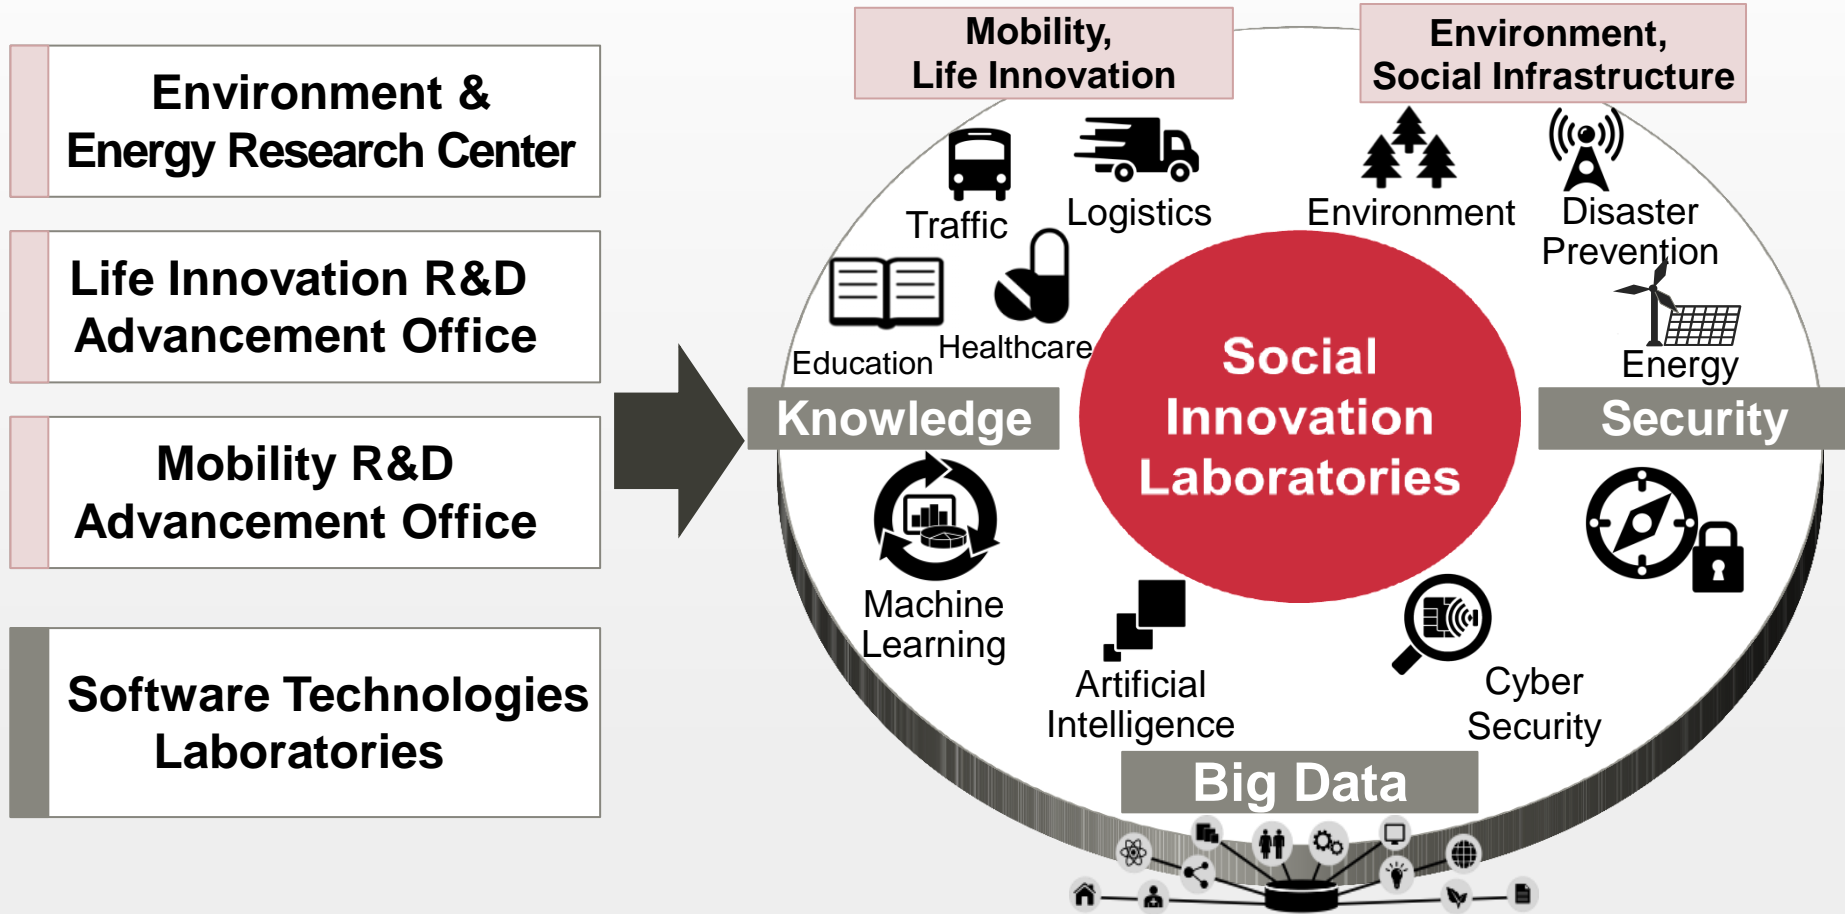 Environment &
Energy Research Center
Life Innovation R&D
Advancement Office
Mobility R&D
Advancement Office
Software Technologies
Laboratories
Mobility,
Life Innovation
Environment,
Social Infrastructure
Traffic
Logistics
Environment
Disaster
Prevention
Education
Healthcare
Energy
Social
Innovation
Laboratories
Knowledge
Security
Machine
Learning
Artificial
Intelligence
Cyber
Security
Big Data